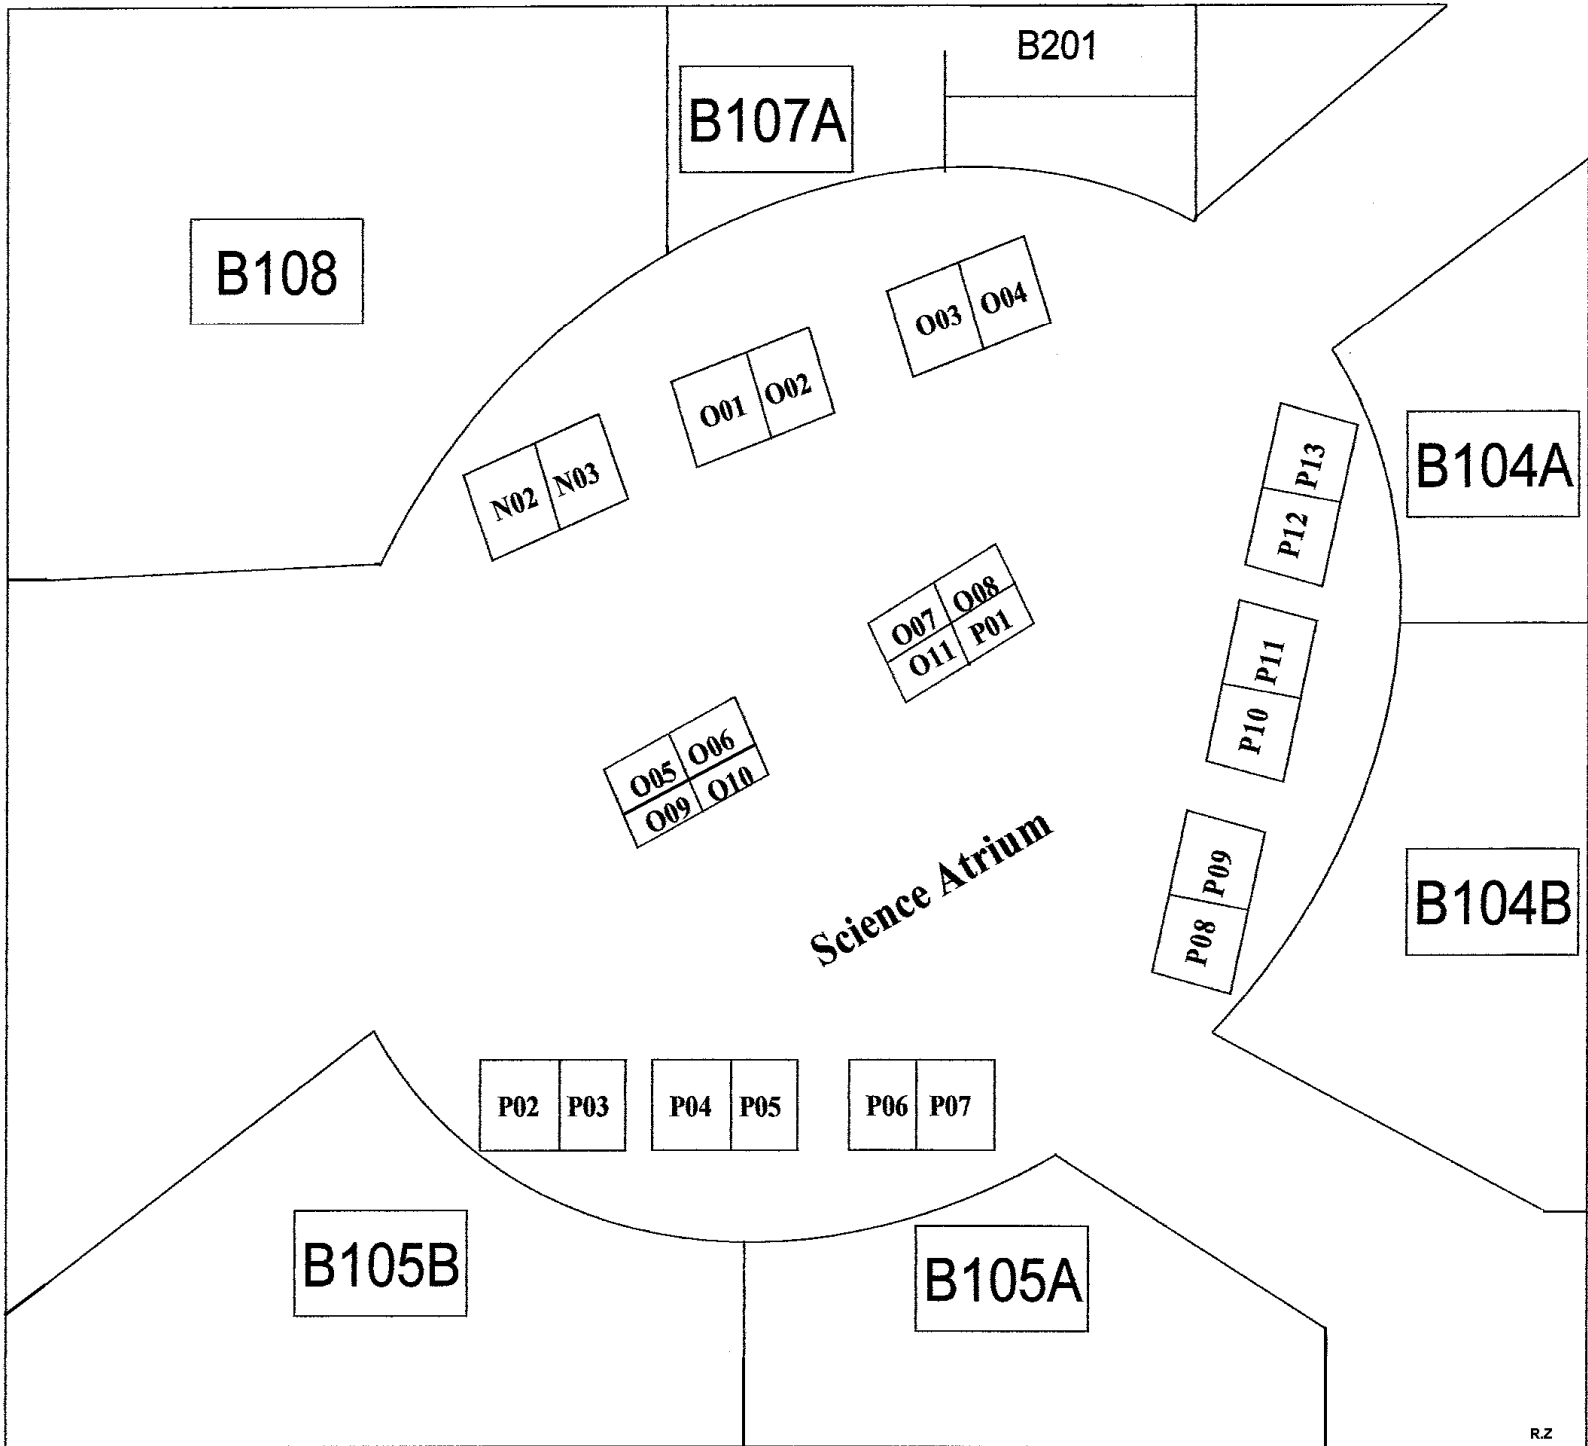 B201
B107A
B108
O03 O04
O01 O02
N02 N03
P13
P12
B104A
O07 O08
O11 P01
P11
P10
O05 O06
O09 O10
Science Atrium
P09
P08
B104B
P02 P03 P04 P05 P06 P07
B105B
B105A
R.Z